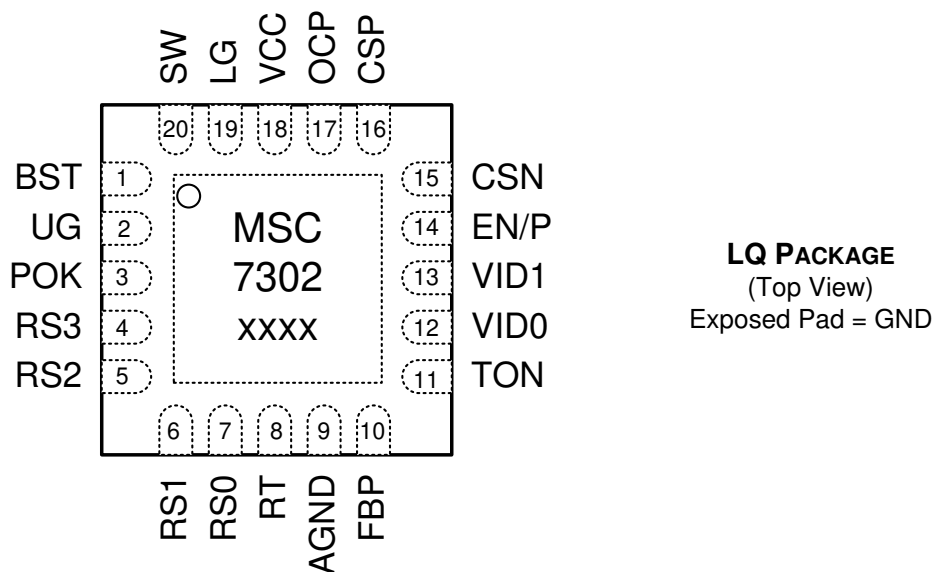 SW LG VCC OCP CSP
20 19 18 17 16
BST 1 15 CSN
UG 2 MSC 14 EN/P
POK 3 7302 13 VID1
RS3 4 xxxx 12 VID0
RS2 5 11 TON
6 7 8 9 10
RS1 RS0 RT AGND FBP
LQ PACKAGE
(Top View)
Exposed Pad = GND